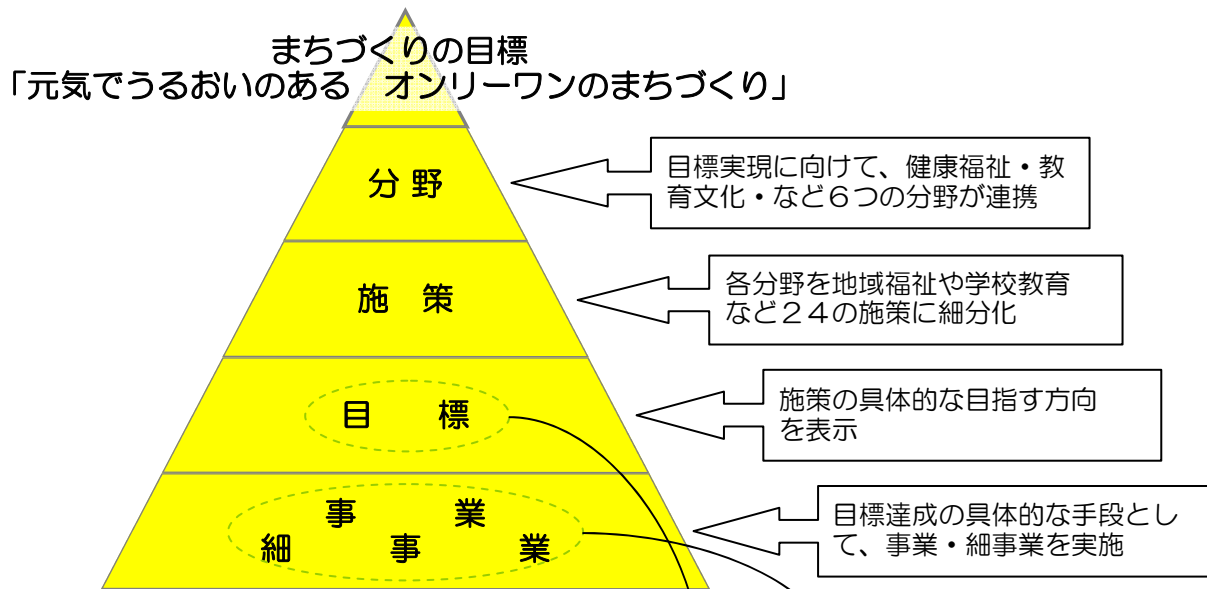 まちづくりの目標
「元気でうるおいのある　オンリーワンのまちづくり」
分 野
目標実現に向けて、健康福祉・教
育文化・など６つの分野が連携
施　策
各分野を地域福祉や学校教育
など２４の施策に細分化
目　　標
施策の具体的な目指す方向
を表示
事　　　業
細　　　事　　　業
目標達成の具体的な手段とし
て、事業・細事業を実施